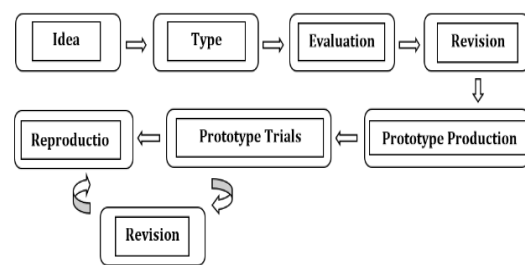 Idea
Type
Evaluation
Revision
Prototype Production
Prototype Trials
Reproductio
Revision